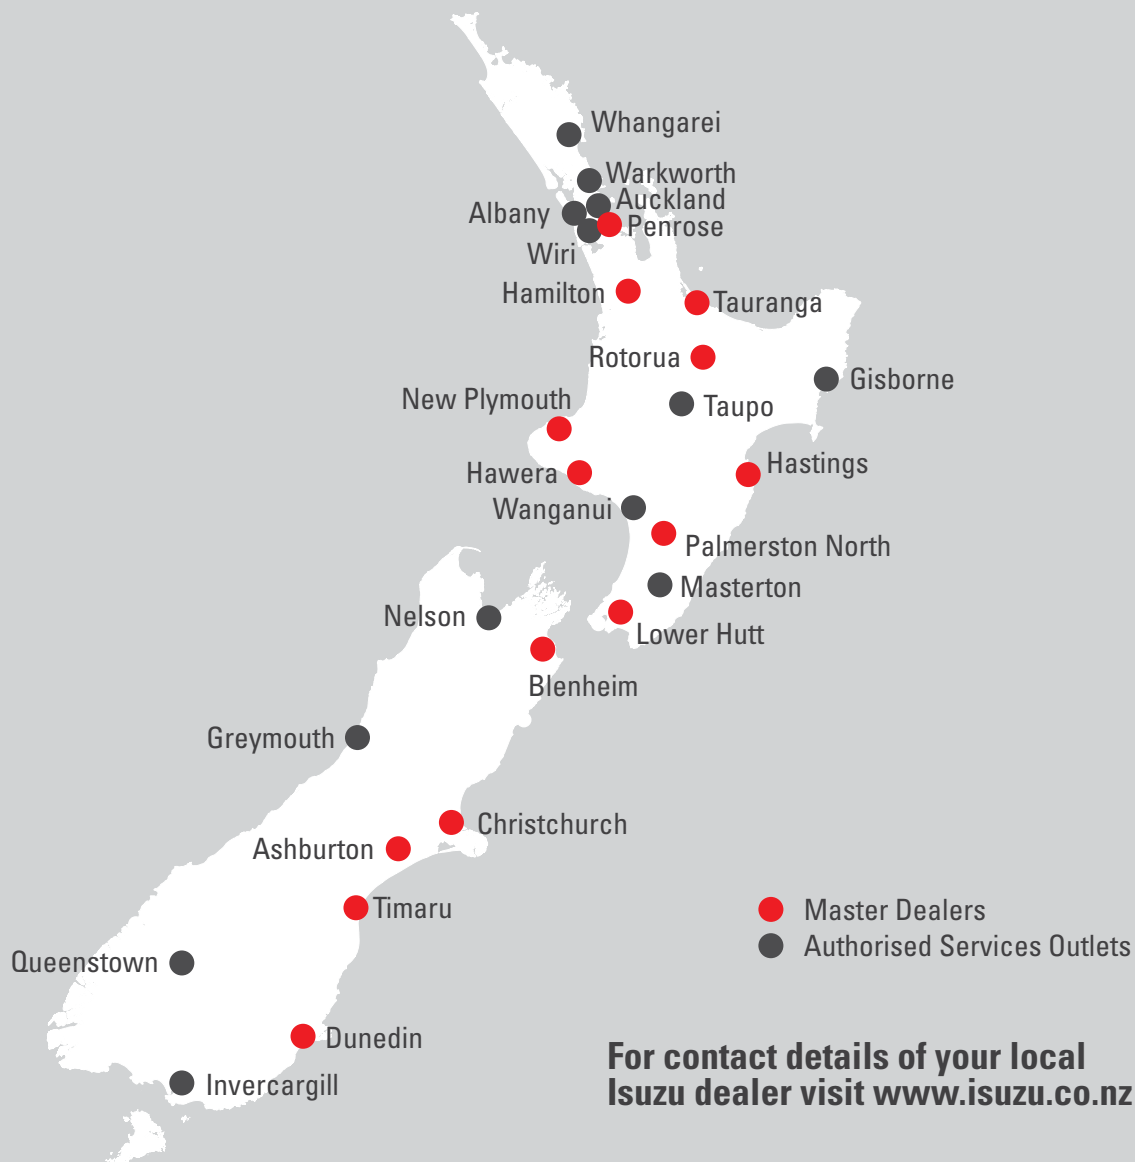 Whangarei
Warkworth
Auckland
Albany
Penrose
Wiri
Hamilton
Tauranga
Rotorua
Gisborne
New Plymouth
Taupo
Hastings
Hawera
Wanganui
Palmerston North
Masterton
Nelson
Lower Hutt
Blenheim
Greymouth
Christchurch
Ashburton
Timaru
Master Dealers
Authorised Services Outlets
Queenstown
Dunedin
Invercargill
For contact details of your local
Isuzu dealer visit www.isuzu.co.nz